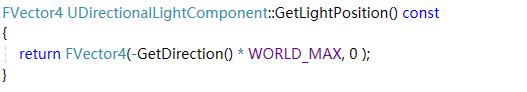 FVector4 UDirectionalLightComponent::GetLightPosition() const
{
    return FVector4(-GetDirection() * WORLD_MAX, 0 );
}